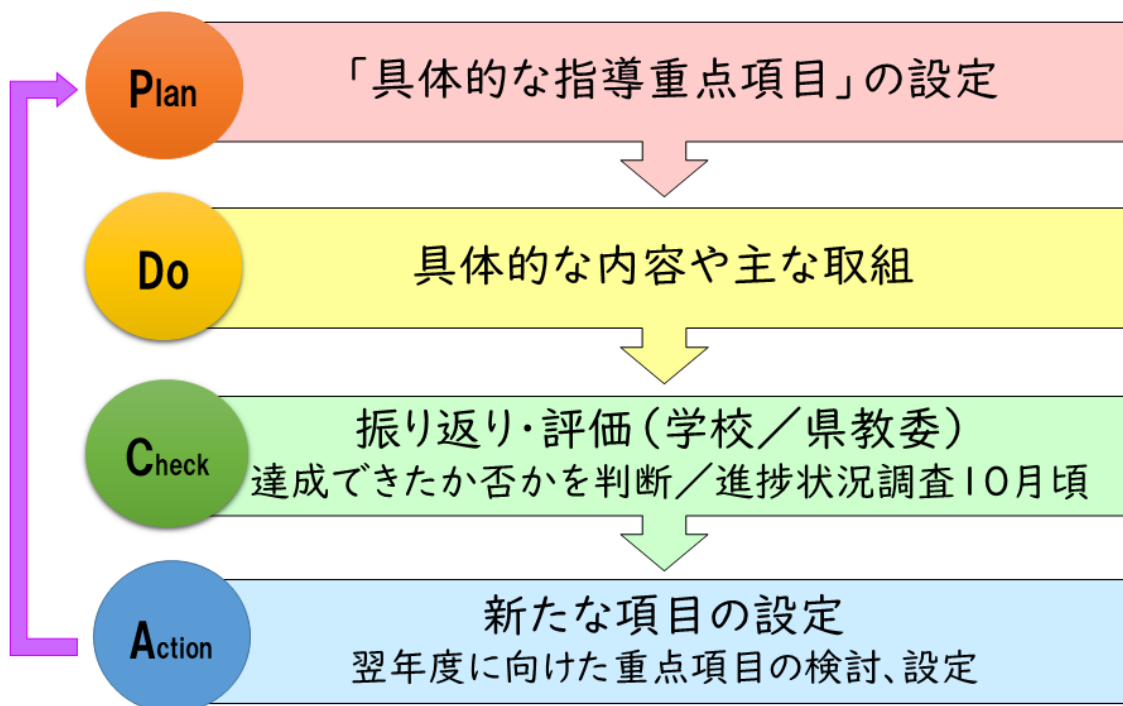 Plan
「具体的な指導重点項目」の設定
Do
具体的な内容や主な取組
Check
振り返り・評価(学校/県教委)
達成できたか否かを判断/進捗状況調査10月頃
Action
新たな項目の設定
翌年度に向けた重点項目の検討、設定